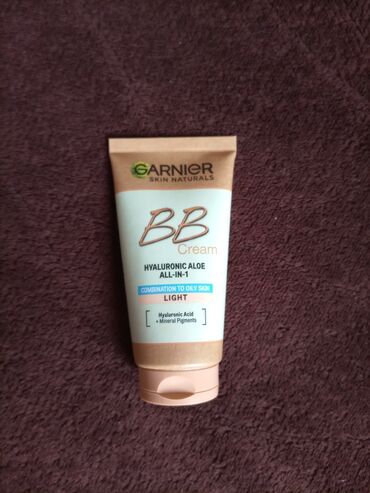 GARNIER
SKIN NATURALS
BB
Cream
HYALURONIC ALOE
ALL-IN-1
COMBINATION TO OILY SKIN
LIGHT
Hyaluronic Acid
+ Mineral Pigments